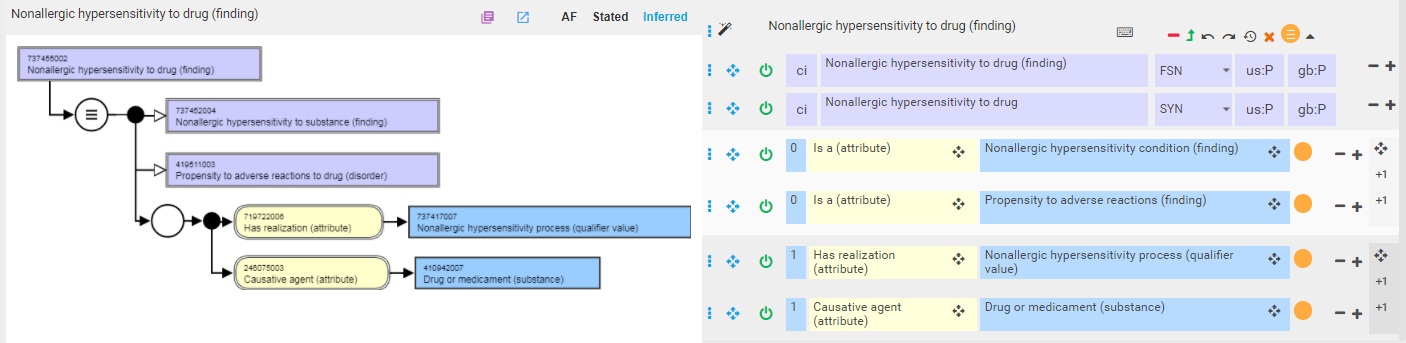 Nonallergic hypersensitivity to drug (finding)
AF Stated Inferred
737455002
Nonallergic hypersensitivity to drug (finding)
737452004
Nonallergic hypersensitivity to substance (finding)
419511003
Propensity to adverse reactions to drug (disorder)
719722006
Has realization (attribute)
737417007
Nonallergic hypersensitivity process (qualifier value)
246075003
Causative agent (attribute)
410942007
Drug or medicament (substance)
Nonallergic hypersensitivity to drug (finding)
ci Nonallergic hypersensitivity to drug (finding) FSN us:P gb:P
ci Nonallergic hypersensitivity to drug SYN us:P gb:P
0 Is a (attribute) Nonallergic hypersensitivity condition (finding)
+1
0 Is a (attribute) Propensity to adverse reactions (finding) +1
1 Has realization Nonallergic hypersensitivity process (qualifier
(attribute) value)
+1
1 Causative agent Drug or medicament (substance) +1
(attribute)